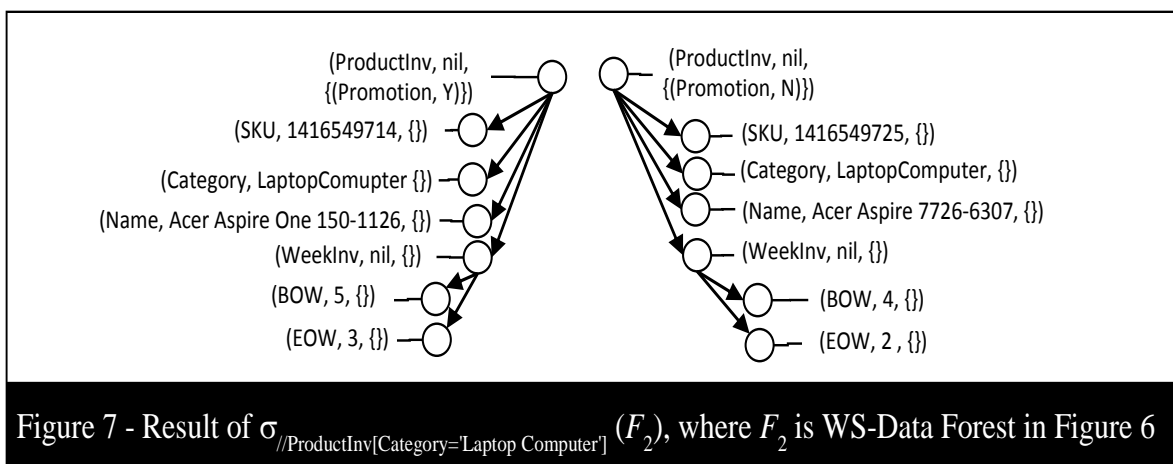 (ProductInv, nil,
{(Promotion, Y)})
(SKU, 1416549714, {})
(Category, LaptopComupter {})
(Name, Acer Aspire One 150-1126, {})
(WeekInv, nil, {})
(BOW, 5, {})
(EOW, 3, {})
(ProductInv, nil,
{(Promotion, N)})
(SKU, 1416549725, {})
(Category, LaptopComputer, {})
(Name, Acer Aspire 7726-6307, {})
(WeekInv, nil, {})
(BOW, 4, {})
(EOW, 2 , {})
Figure 7 - Result of σ//ProductInv[Category='Laptop Computer'] (F2), where F2 is WS-Data Forest in Figure 6